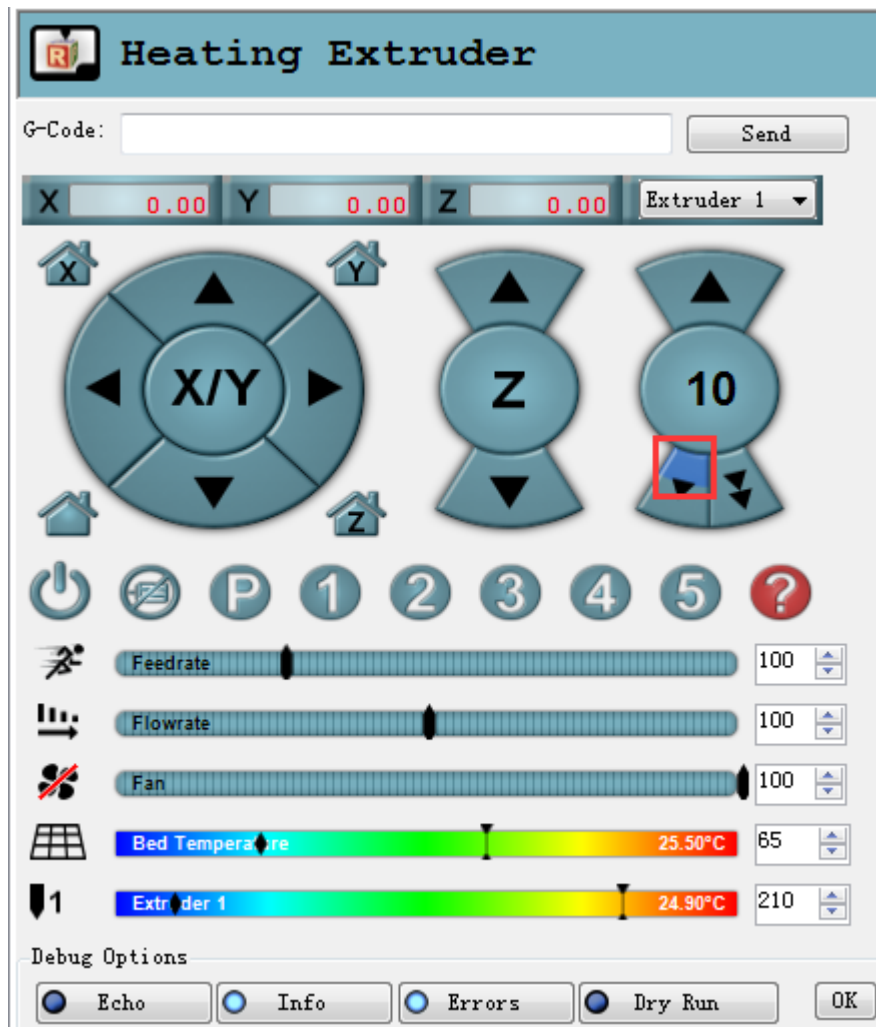 R
Heating Extruder
G-Code:
Send
X 0.00 Y 0.00 Z 0.00 Extruder 1
X Y
X/Y Z 10
Z
P 1 2 3 4 5 ?
Feedrate 100
Flowrate 100
Fan 100
Bed Temperature 25.50°C 65
1 Extruder 1 24.90°C 210
Debug Options
Echo Info Errors Dry Run OK